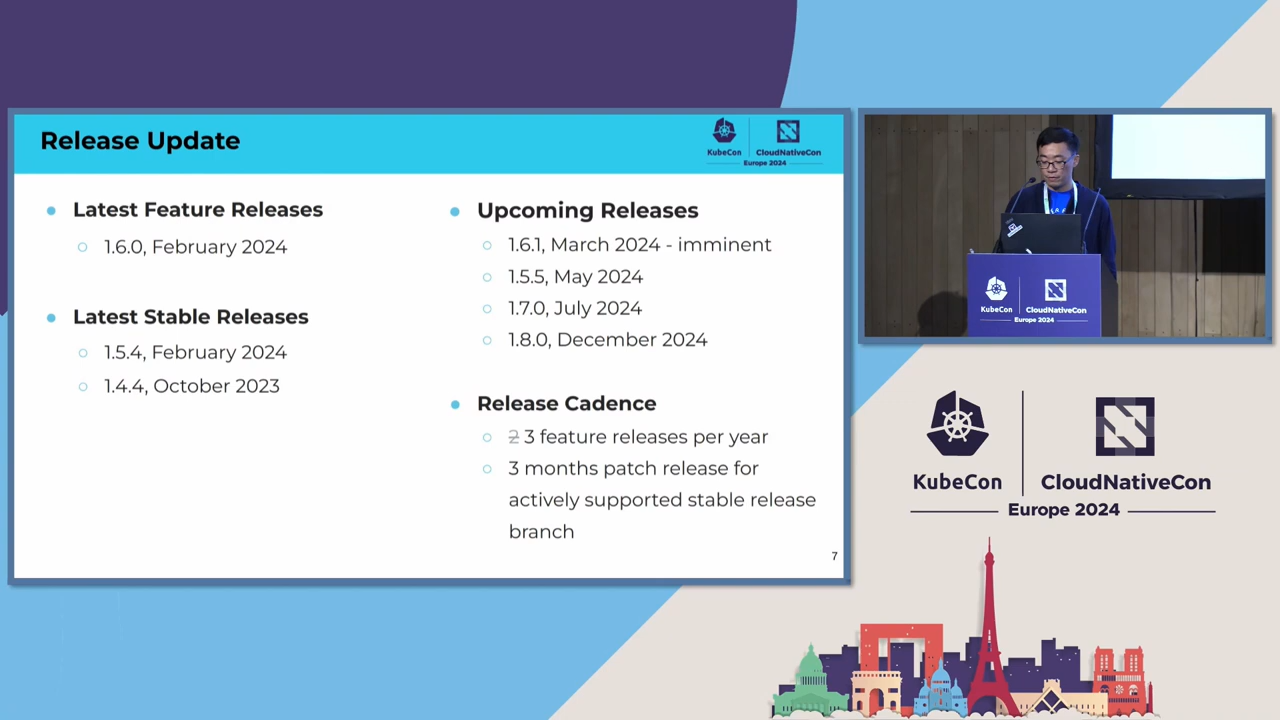 Release Update
KubeCon
CloudNativeCon
Europe 2024
Latest Feature Releases
1.6.0, February 2024
Latest Stable Releases
1.5.4, February 2024
1.4.4, October 2023
Upcoming Releases
1.6.1, March 2024 - imminent
1.5.5, May 2024
1.7.0, July 2024
1.8.0, December 2024
Release Cadence
2 3 feature releases per year
3 months patch release for
actively supported stable release
branch
7
KubeCon
CloudNativeCon
Europe 2024
KubeCon
CloudNativeCon
Europe 2024